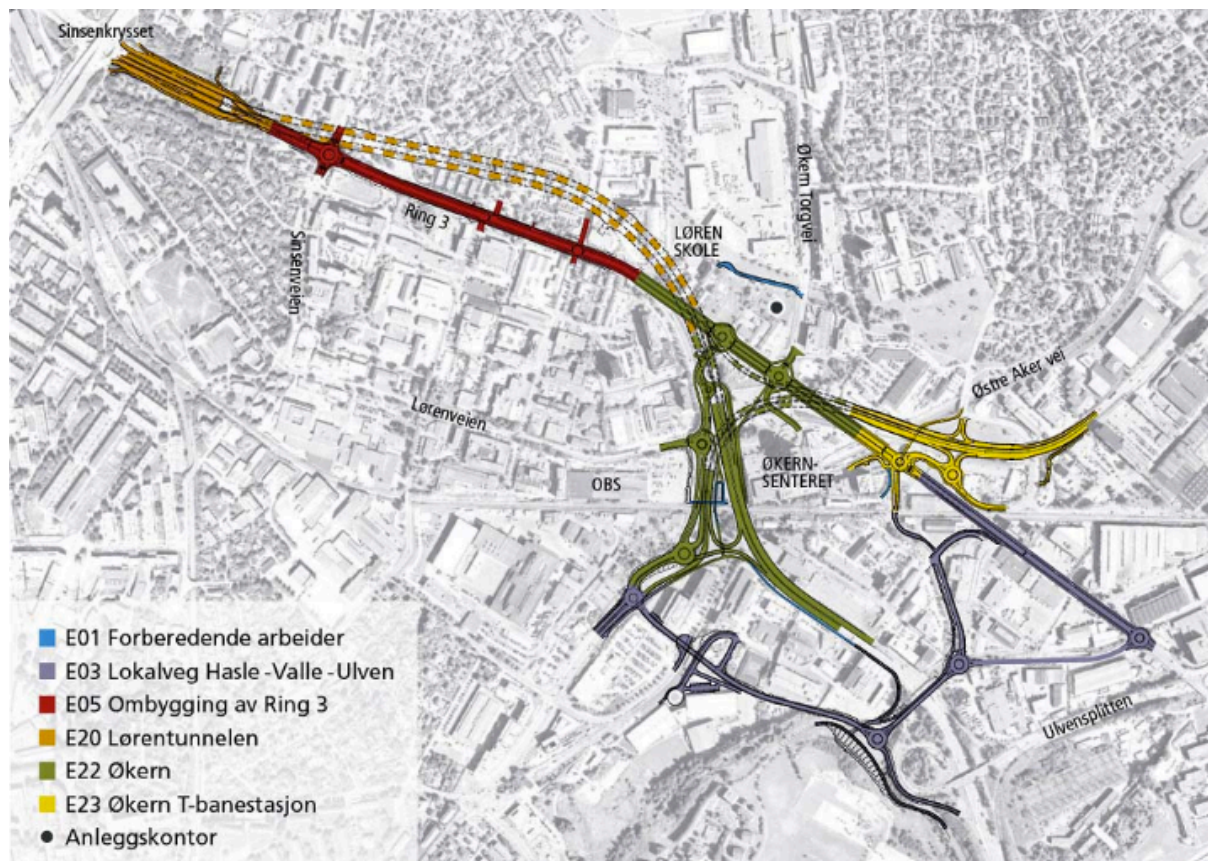 Sinsenkrysset
Ring 3
Sinsenveien
LØREN
SKOLE
Økern Torgvei
Østre Aker vei
Lørenveien
OBS
ØKERN-
SENTERET
Ulvensplitten
E01 Forberedende arbeider
E03 Lokalveg Hasle -Valle -Ulven
E05 Ombygging av Ring 3
E20 Lørentunnelen
E22 Økern
E23 Økern T-banestasjon
Anleggskontor